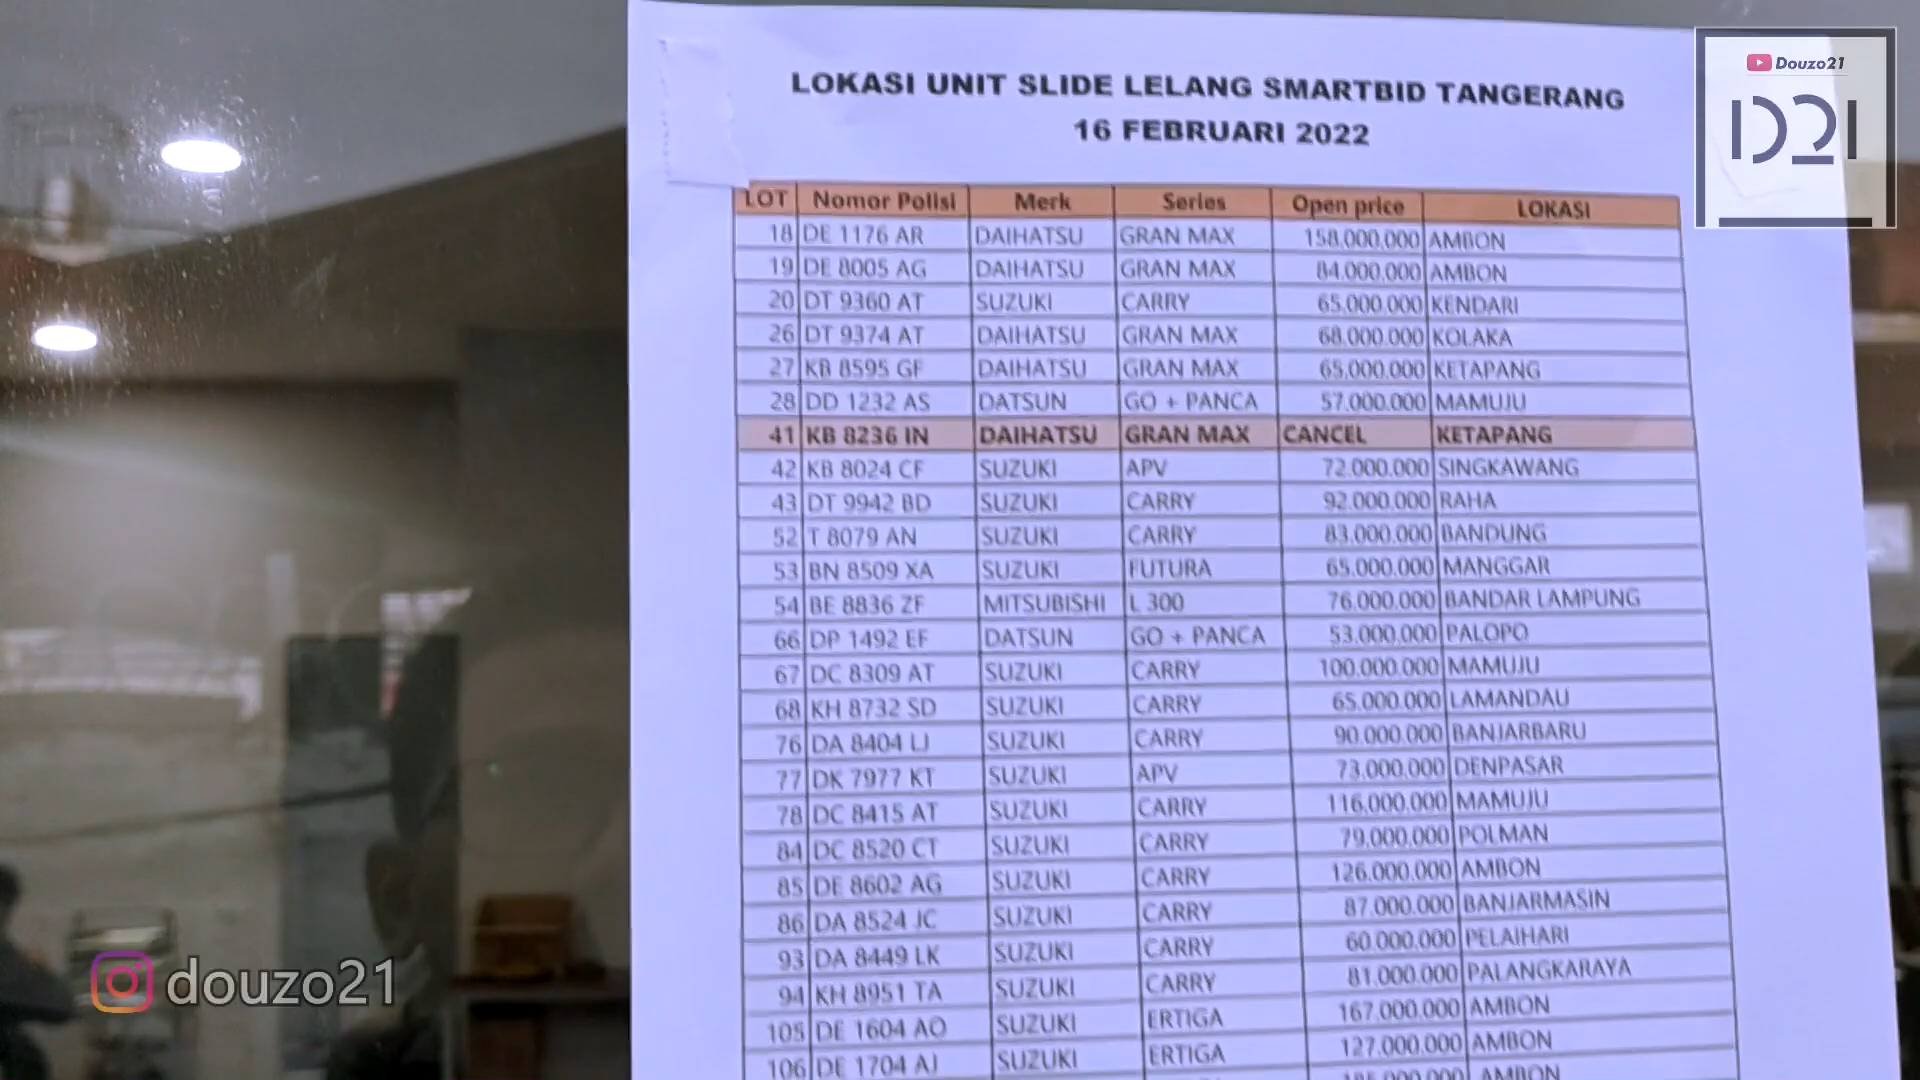 Douzo21
D21
LOKASI UNIT SLIDE LELANG SMARTBID TANGERANG
16 FEBRUARI 2022
LOT Nomor Polisi Merk Series Open price LOKASI
18 DE 1176 AR DAIHATSU GRAN MAX 158.000.000 AMBON
19 DE 8005 AG DAIHATSU GRAN MAX 84.000.000 AMBON
20 DT 9360 AT SUZUKI CARRY 65.000.000 KENDARI
26 DT 9374 AT DAIHATSU GRAN MAX 68.000.000 KOLAKA
27 KB 8595 GF DAIHATSU GRAN MAX 65.000.000 KETAPANG
28 DD 1232 AS DATSUN GO + PANCA 57.000.000 MAMUJU
41 KB 8236 IN DAIHATSU GRAN MAX CANCEL KETAPANG
42 KB 8024 CF SUZUKI APV 72.000.000 SINGKAWANG
43 DT 9942 BD SUZUKI CARRY 92.000.000 RAHA
52 T 8079 AN SUZUKI CARRY 83.000.000 BANDUNG
53 BN 8509 XA SUZUKI FUTURA 65.000.000 MANGGAR
54 BE 8836 ZF MITSUBISHI L 300 76.000.000 BANDAR LAMPUNG
66 DP 1492 EF DATSUN GO + PANCA 53.000.000 PALOPO
67 DC 8309 AT SUZUKI CARRY 100.000.000 MAMUJU
68 KH 8732 SD SUZUKI CARRY 65.000.000 LAMANDAU
76 DA 8404 LJ SUZUKI CARRY 90.000.000 BANJARBARU
77 DK 7977 KT SUZUKI APV 73.000.000 DENPASAR
78 DC 8415 AT SUZUKI CARRY 116.000.000 MAMUJU
84 DC 8520 CT SUZUKI CARRY 79.000.000 POLMAN
85 DE 8602 AG SUZUKI CARRY 126.000.000 AMBON
86 DA 8524 JC SUZUKI CARRY 87.000.000 BANJARMASIN
93 DA 8449 LK SUZUKI CARRY 60.000.000 PELAIHARI
94 KH 8951 TA SUZUKI CARRY 81.000.000 PALANGKARAYA
105 DE 1604 AO SUZUKI ERTIGA 167.000.000 AMBON
106 DE 1704 AJ SUZUKI ERTIGA 127.000.000 AMBON
AMBON
douzo21